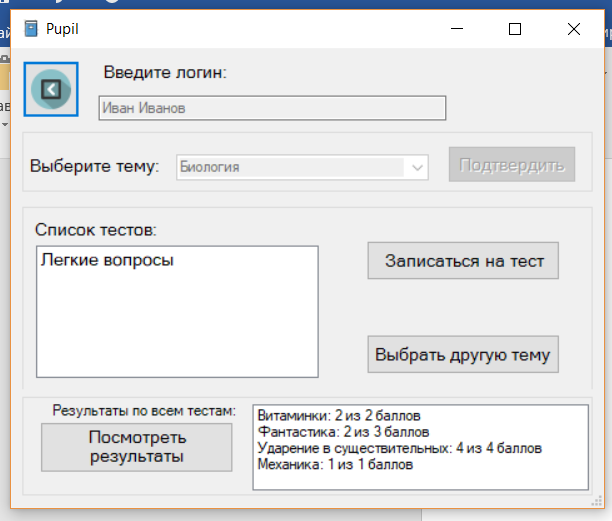 Pupil
Введите логин:
Иван Иванов
Выберите тему:
Биология
Подтвердить
Список тестов:
Легкие вопросы
Записаться на тест
Выбрать другую тему
Результаты по всем тестам:
Посмотреть
результаты
Витаминки: 2 из 2 баллов
Фантастика: 2 из 3 баллов
Ударение в существительных: 4 из 4 баллов
Механика: 1 из 1 баллов